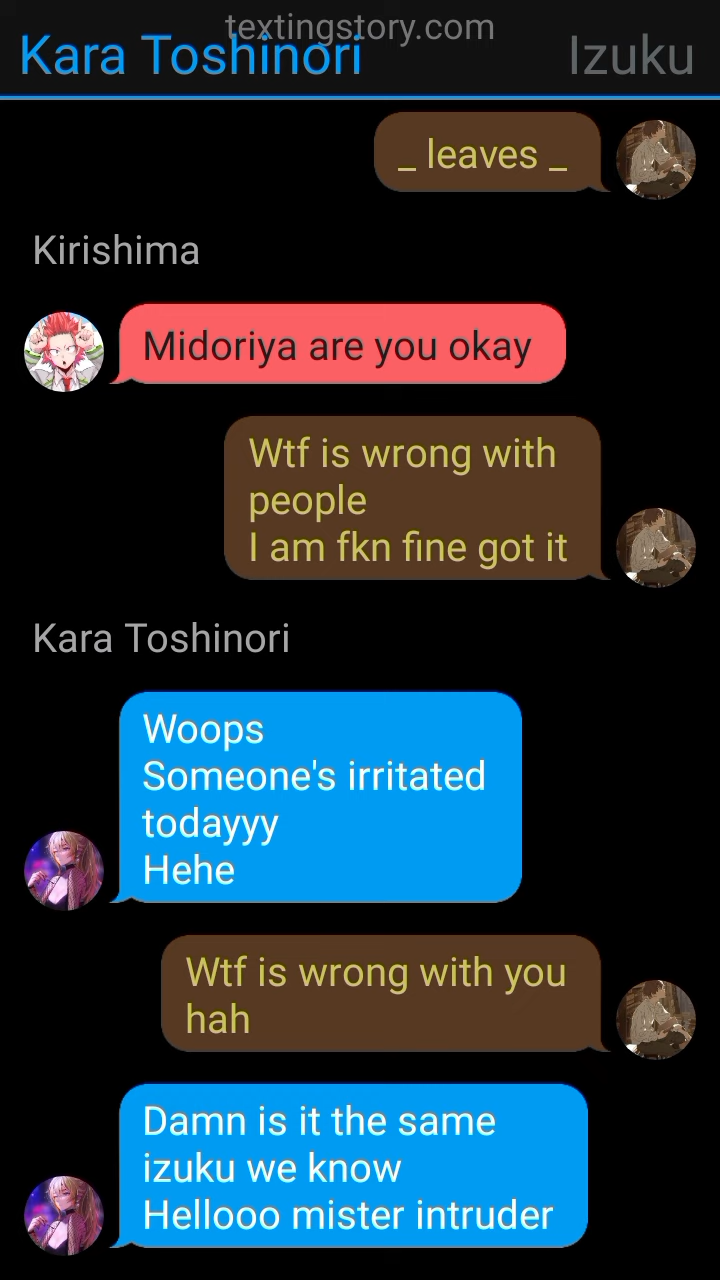 textingstory.com
Kara Toshinori
Izuku
_ leaves _
Kirishima
Midoriya are you okay
Wtf is wrong with
people
I am fkn fine got it
Kara Toshinori
Woops
Someone's irritated
todayyy
Hehe
Wtf is wrong with you
hah
Damn is it the same
izuku we know
Hellooo mister intruder